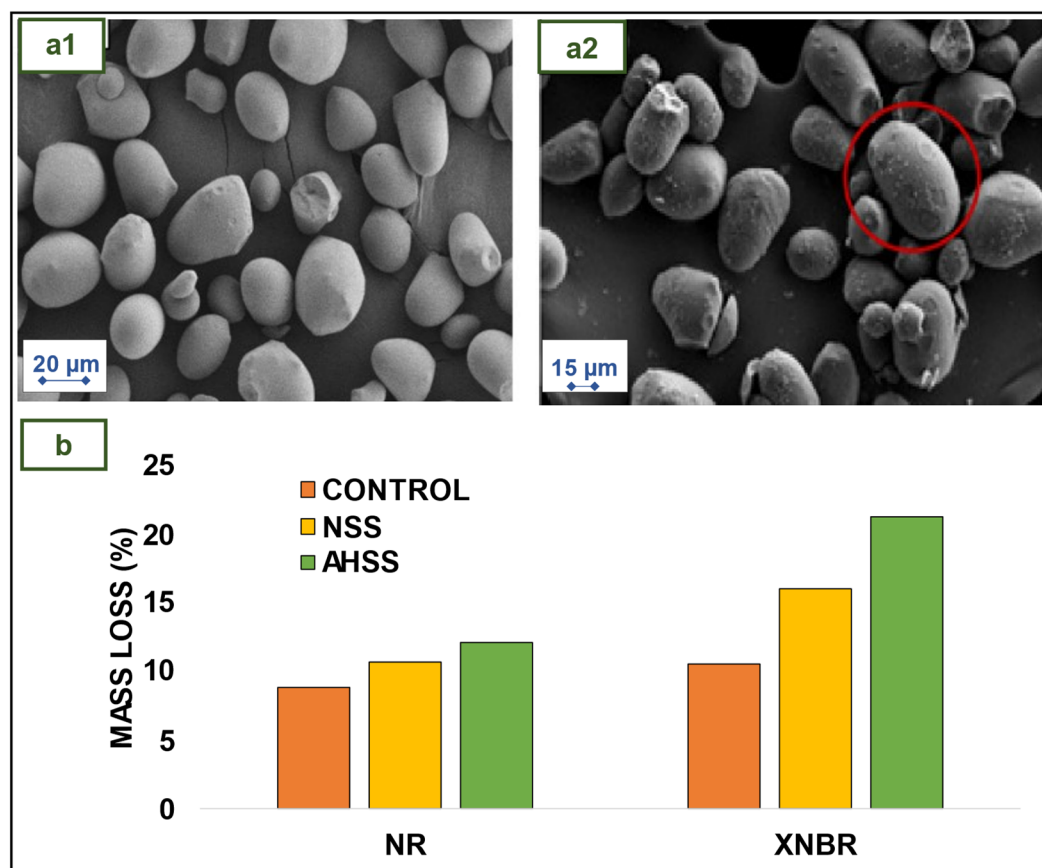 a1
a2
20 µm
15 µm
b
25
20
15
10
5
0
MASS LOSS (%)
CONTROL
NSS
AHSS
NR
XNBR